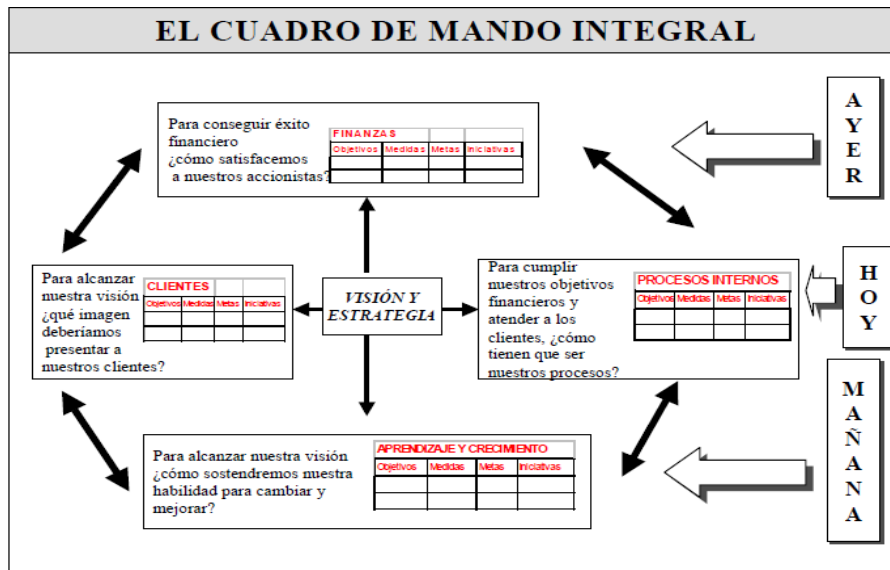 EL CUADRO DE MANDO INTEGRAL
Para conseguir éxito
financiero
¿cómo satisfacemos
a nuestros accionistas?
FINANZAS
Objetivos Medidas Metas Iniciativas
A
Y
E
R
Para alcanzar
nuestra visión
¿qué imagen
deberíamos
presentar a
nuestros clientes?
CLIENTES
Objetivos Medidas Metas Iniciativas
VISIÓN Y
ESTRATEGIA
Para cumplir
nuestros objetivos
financieros y
atender a los
clientes, ¿cómo
tienen que ser
nuestros procesos?
PROCESOS INTERNOS
Objetivos Medidas Metas Iniciativas
H
O
Y
Para alcanzar nuestra visión
¿cómo sostendremos nuestra
habilidad para cambiar y
mejorar?
APRENDIZAJE Y CRECIMIENTO
Objetivos Medidas Metas Iniciativas
M
A
Ñ
A
N
A